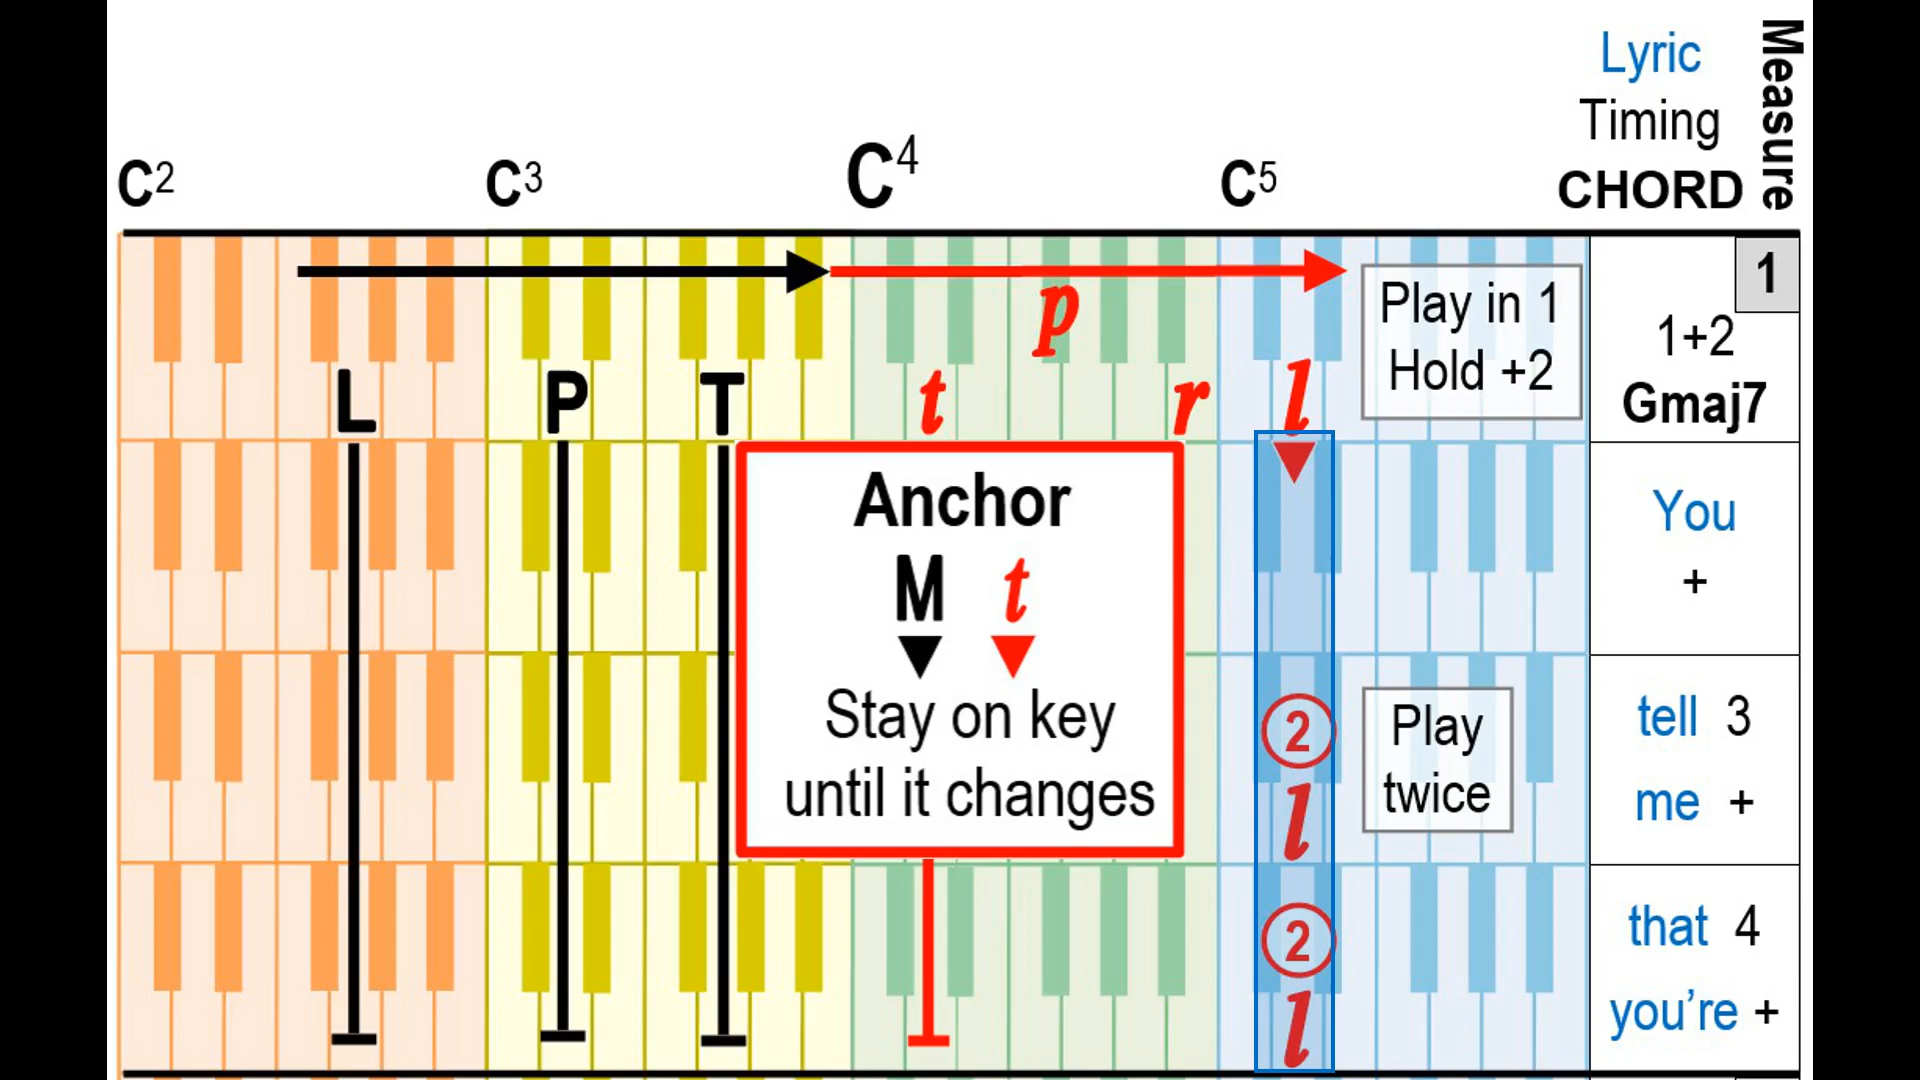 Lyric
Timing
CHORD
Measure
C2 C3 C4 C5
1
1+2
Gmaj7
Play in 1
Hold +2
p
L P T t r l
Anchor
M t
Stay on key
until it changes
You
+
2
l
Play
twice
tell 3
me +
2
l
that 4
you’re +